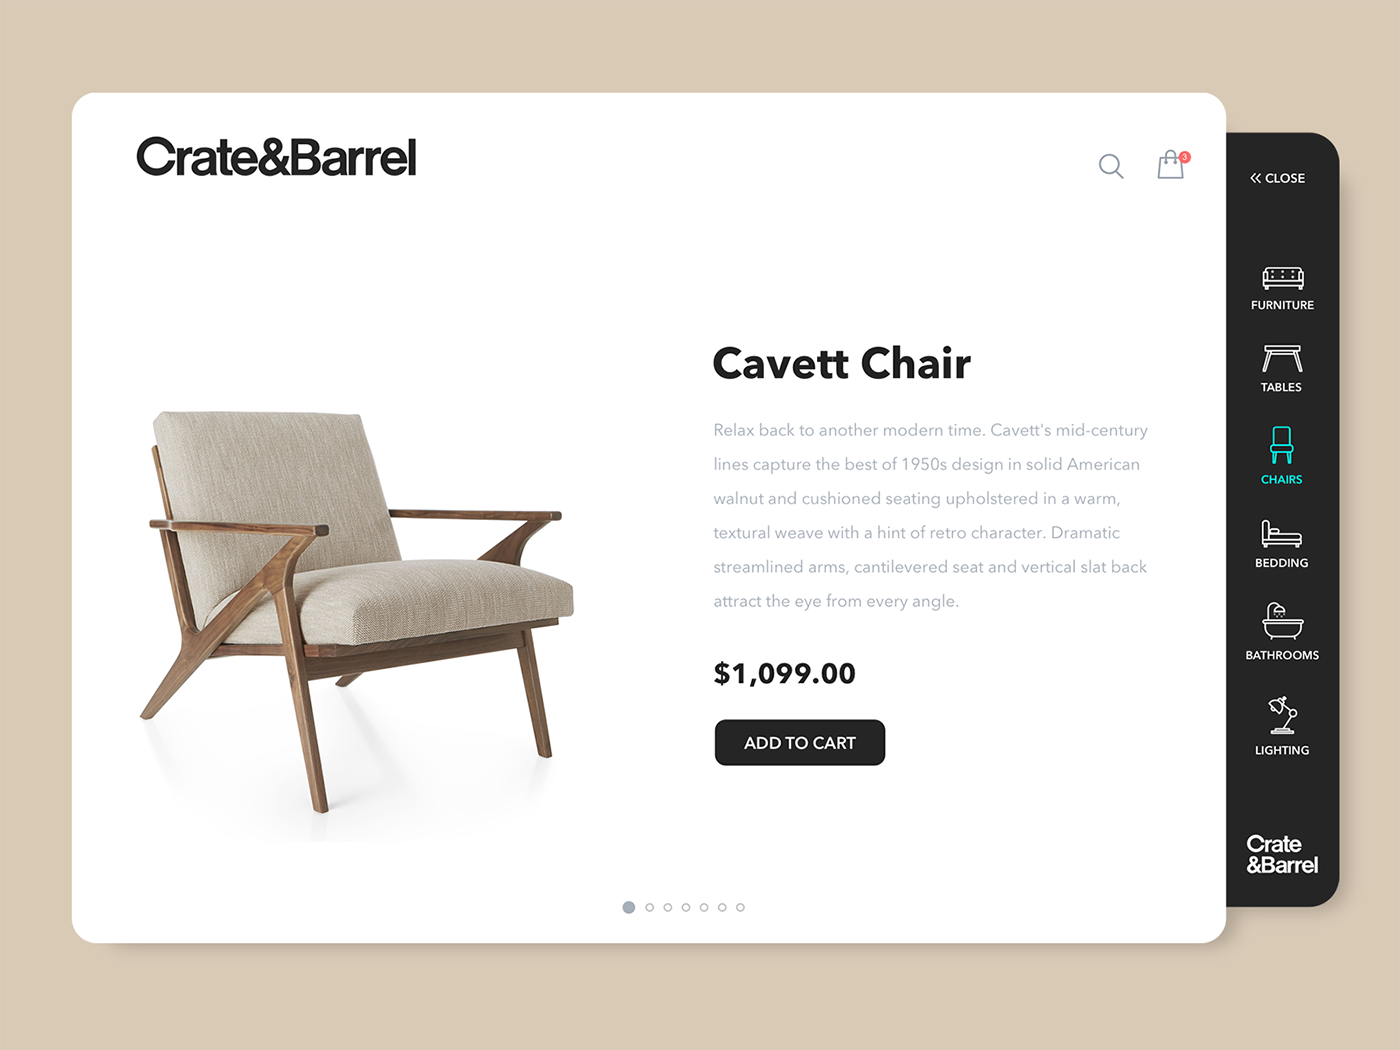 Crate&Barrel
3
CLOSE
FURNITURE
TABLES
CHAIRS
BEDDING
BATHROOMS
LIGHTING
Crate
&Barrel
Cavett Chair
Relax back to another modern time. Cavett's mid-century
lines capture the best of 1950s design in solid American
walnut and cushioned seating upholstered in a warm,
textural weave with a hint of retro character. Dramatic
streamlined arms, cantilevered seat and vertical slat back
attract the eye from every angle.
$1,099.00
ADD TO CART